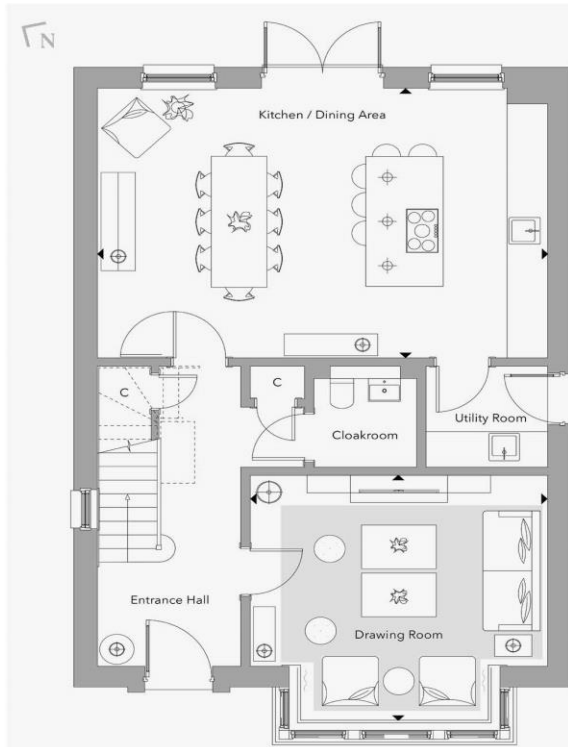 N
Kitchen / Dining Area
C
C
Cloakroom
Utility Room
Entrance Hall
Drawing Room